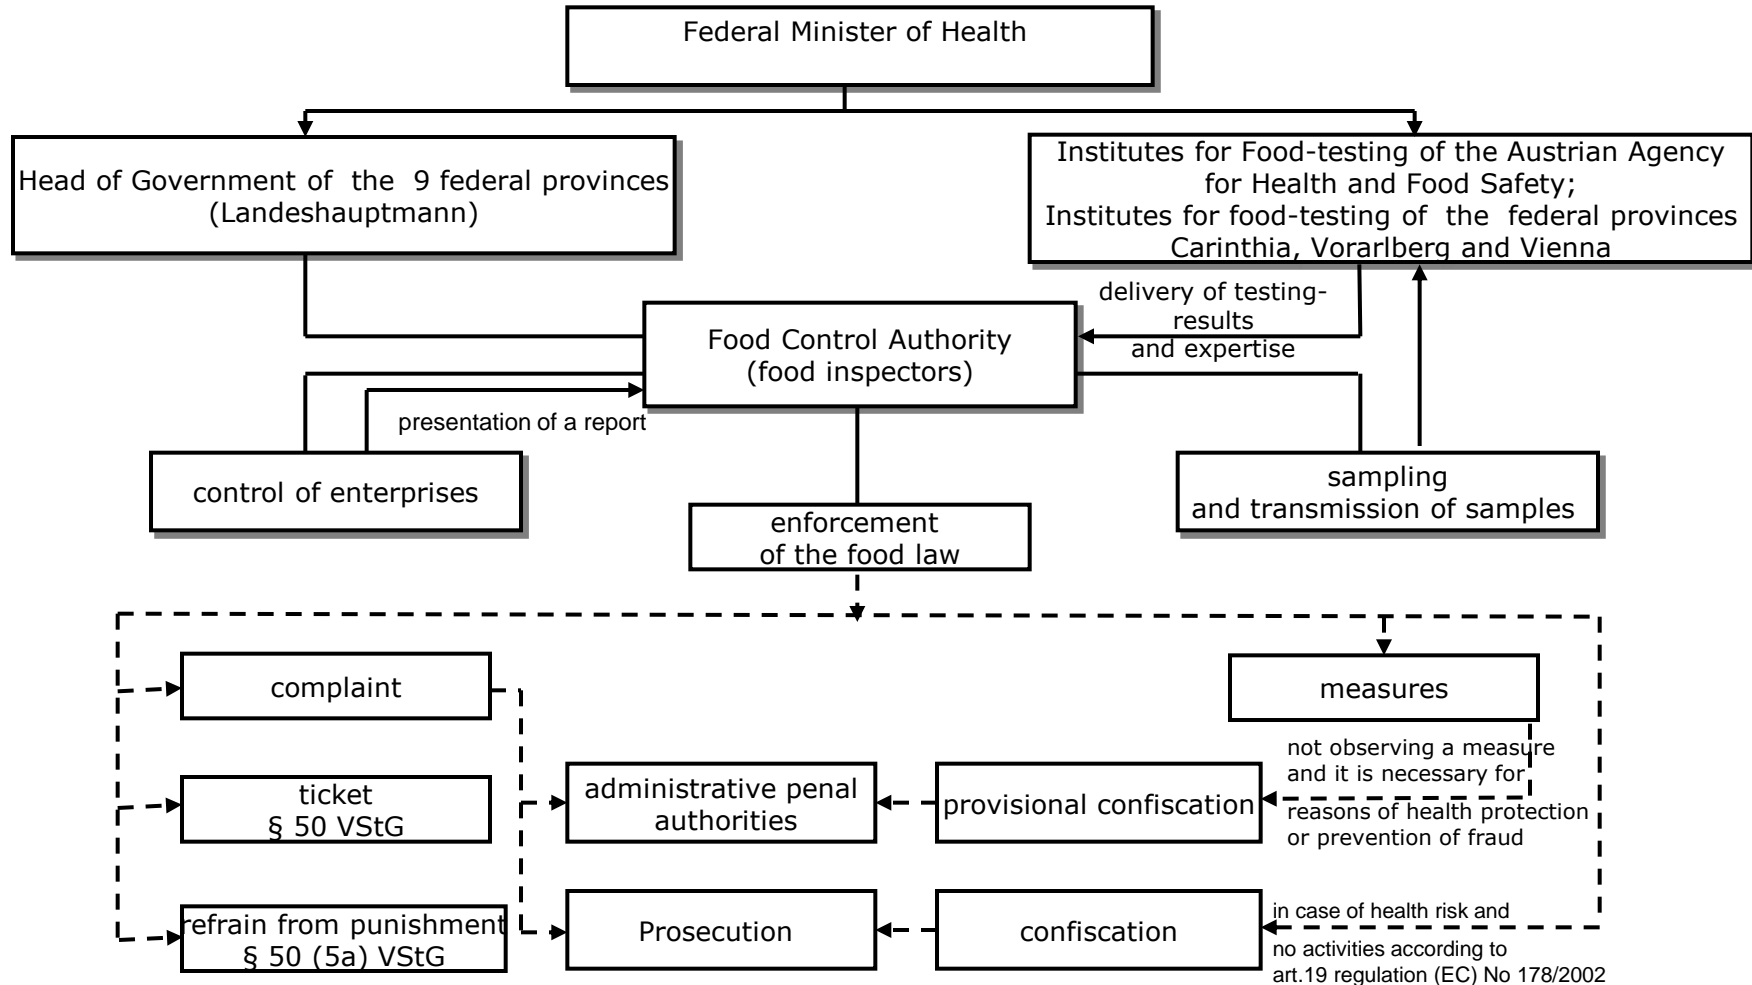 Federal Minister of Health
Head of Government of the 9 federal provinces
(Landeshauptmann)
Institutes for Food-testing of the Austrian Agency
for Health and Food Safety;
Institutes for food-testing of the federal provinces
Carinthia, Vorarlberg and Vienna
delivery of testing-
results
and expertise
Food Control Authority
(food inspectors)
presentation of a report
control of enterprises
sampling
and transmission of samples
enforcement
of the food law
complaint
measures
not observing a measure
and it is necessary for
reasons of health protection
or prevention of fraud
ticket
§ 50 VStG
administrative penal
authorities
provisional confiscation
refrain from punishment
§ 50 (5a) VStG
Prosecution
confiscation
in case of health risk and
no activities according to
art.19 regulation (EC) No 178/2002